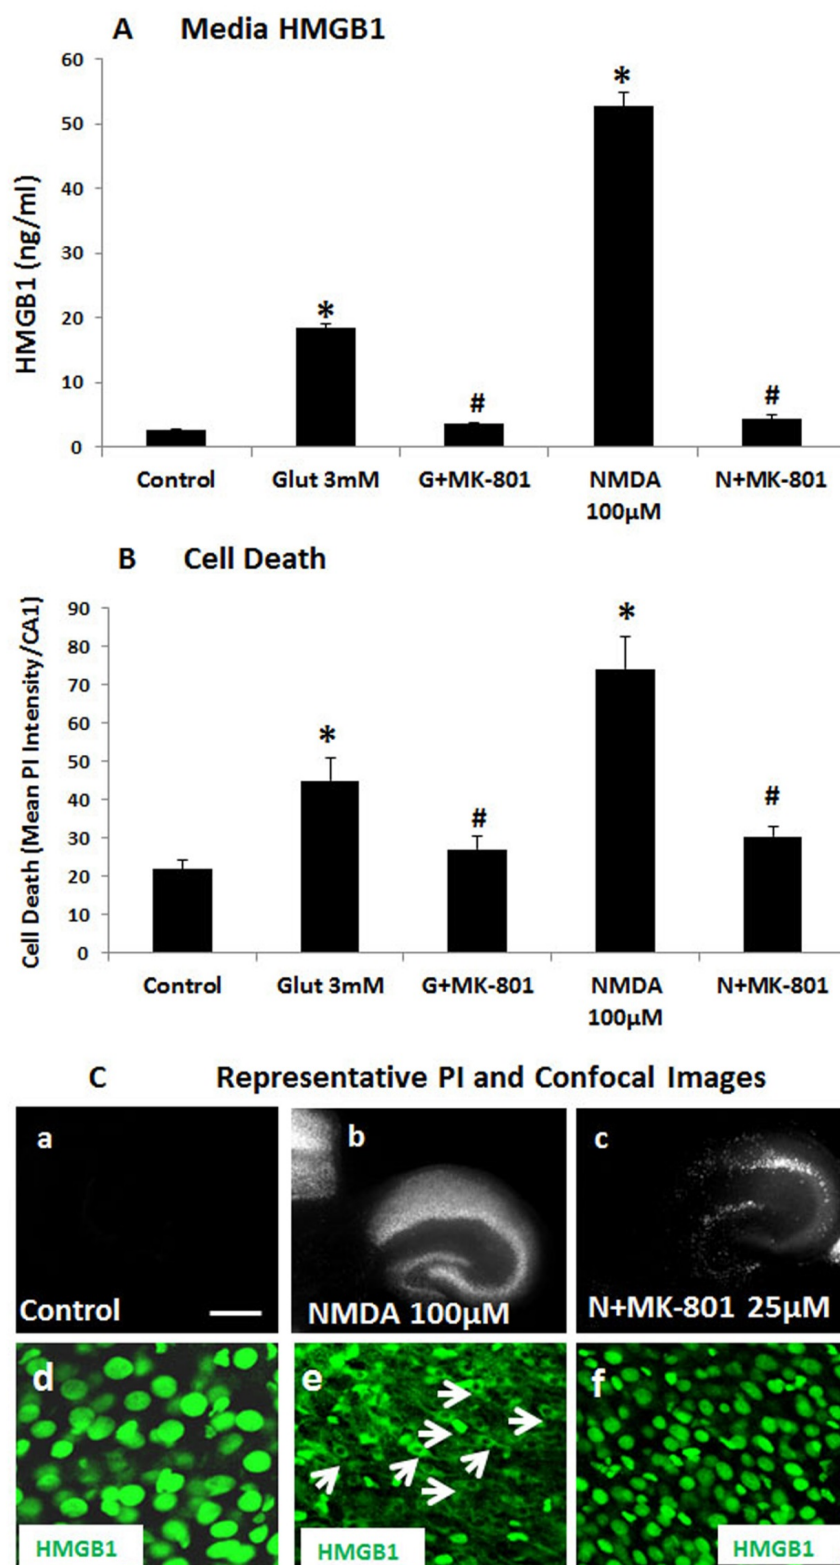 A Media HMGB1
60
50
40
30
20
10
0
HMGB1 (ng/ml)
*
#
*
#
Control Glut 3mM G+MK-801 NMDA N+MK-801
100µM
B Cell Death
90
80
70
60
50
40
30
20
10
0
Cell Death (Mean PI Intensity/CA1)
*
#
*
#
Control Glut 3mM G+MK-801 NMDA N+MK-801
100µM
C Representative PI and Confocal Images
a b c
Control NMDA 100µM N+MK-801 25µM
d e f
HMGB1 HMGB1 HMGB1